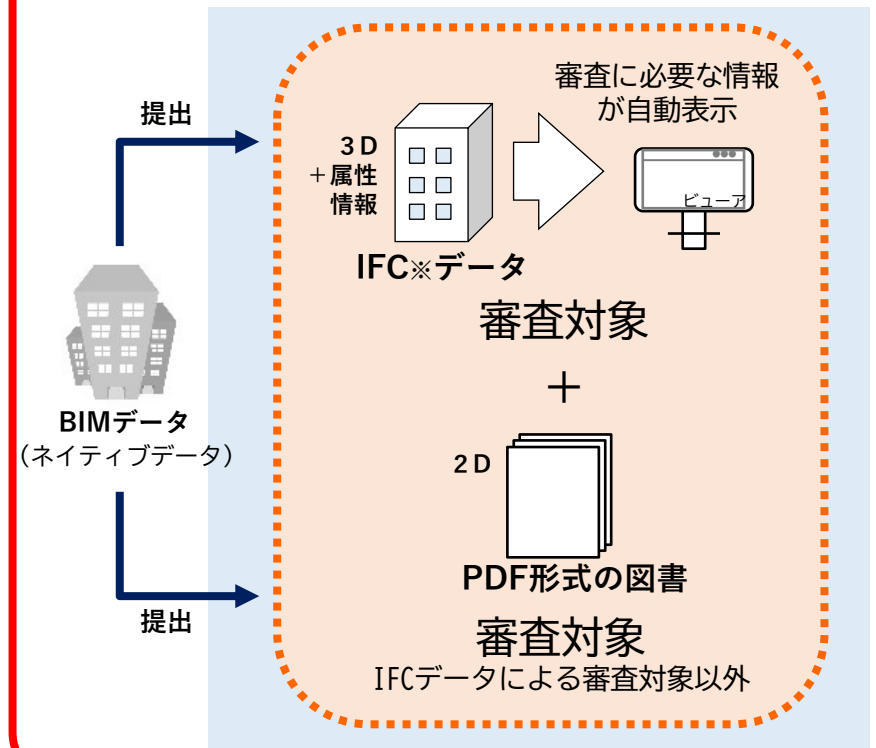 提出
3D
+属性
情報
審査に必要な情報
が自動表示
ビューア
IFC※データ
審査対象
+
BIMデータ
(ネイティブデータ)
2D
PDF形式の図書
提出
審査対象
IFCデータによる審査対象以外